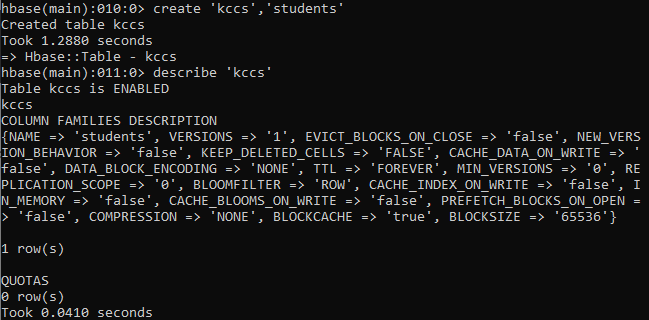 hbase(main):010:0> create 'kccs','students'
Created table kccs
Took 1.2880 seconds
=> Hbase::Table - kccs
hbase(main):011:0> describe 'kccs'
Table kccs is ENABLED
kccs
COLUMN FAMILIES DESCRIPTION
{NAME => 'students', VERSIONS => '1', EVICT_BLOCKS_ON_CLOSE => 'false', NEW_VERS
ION_BEHAVIOR => 'false', KEEP_DELETED_CELLS => 'FALSE', CACHE_DATA_ON_WRITE => '
false', DATA_BLOCK_ENCODING => 'NONE', TTL => 'FOREVER', MIN_VERSIONS => '0', RE
PLICATION_SCOPE => '0', BLOOMFILTER => 'ROW', CACHE_INDEX_ON_WRITE => 'false', I
N_MEMORY => 'false', CACHE_BLOOMS_ON_WRITE => 'false', PREFETCH_BLOCKS_ON_OPEN =
> 'false', COMPRESSION => 'NONE', BLOCKCACHE => 'true', BLOCKSIZE => '65536'}
1 row(s)
QUOTAS
0 row(s)
Took 0.0410 seconds